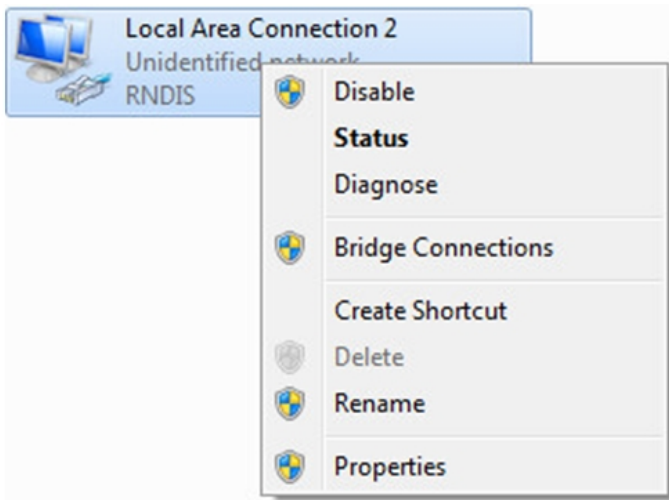 Local Area Connection 2
Unidentified network
RNDIS
Disable
Status
Diagnose
Bridge Connections
Create Shortcut
Delete
Rename
Properties